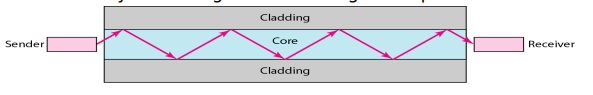 Cladding
Sender
Core
Receiver
Cladding